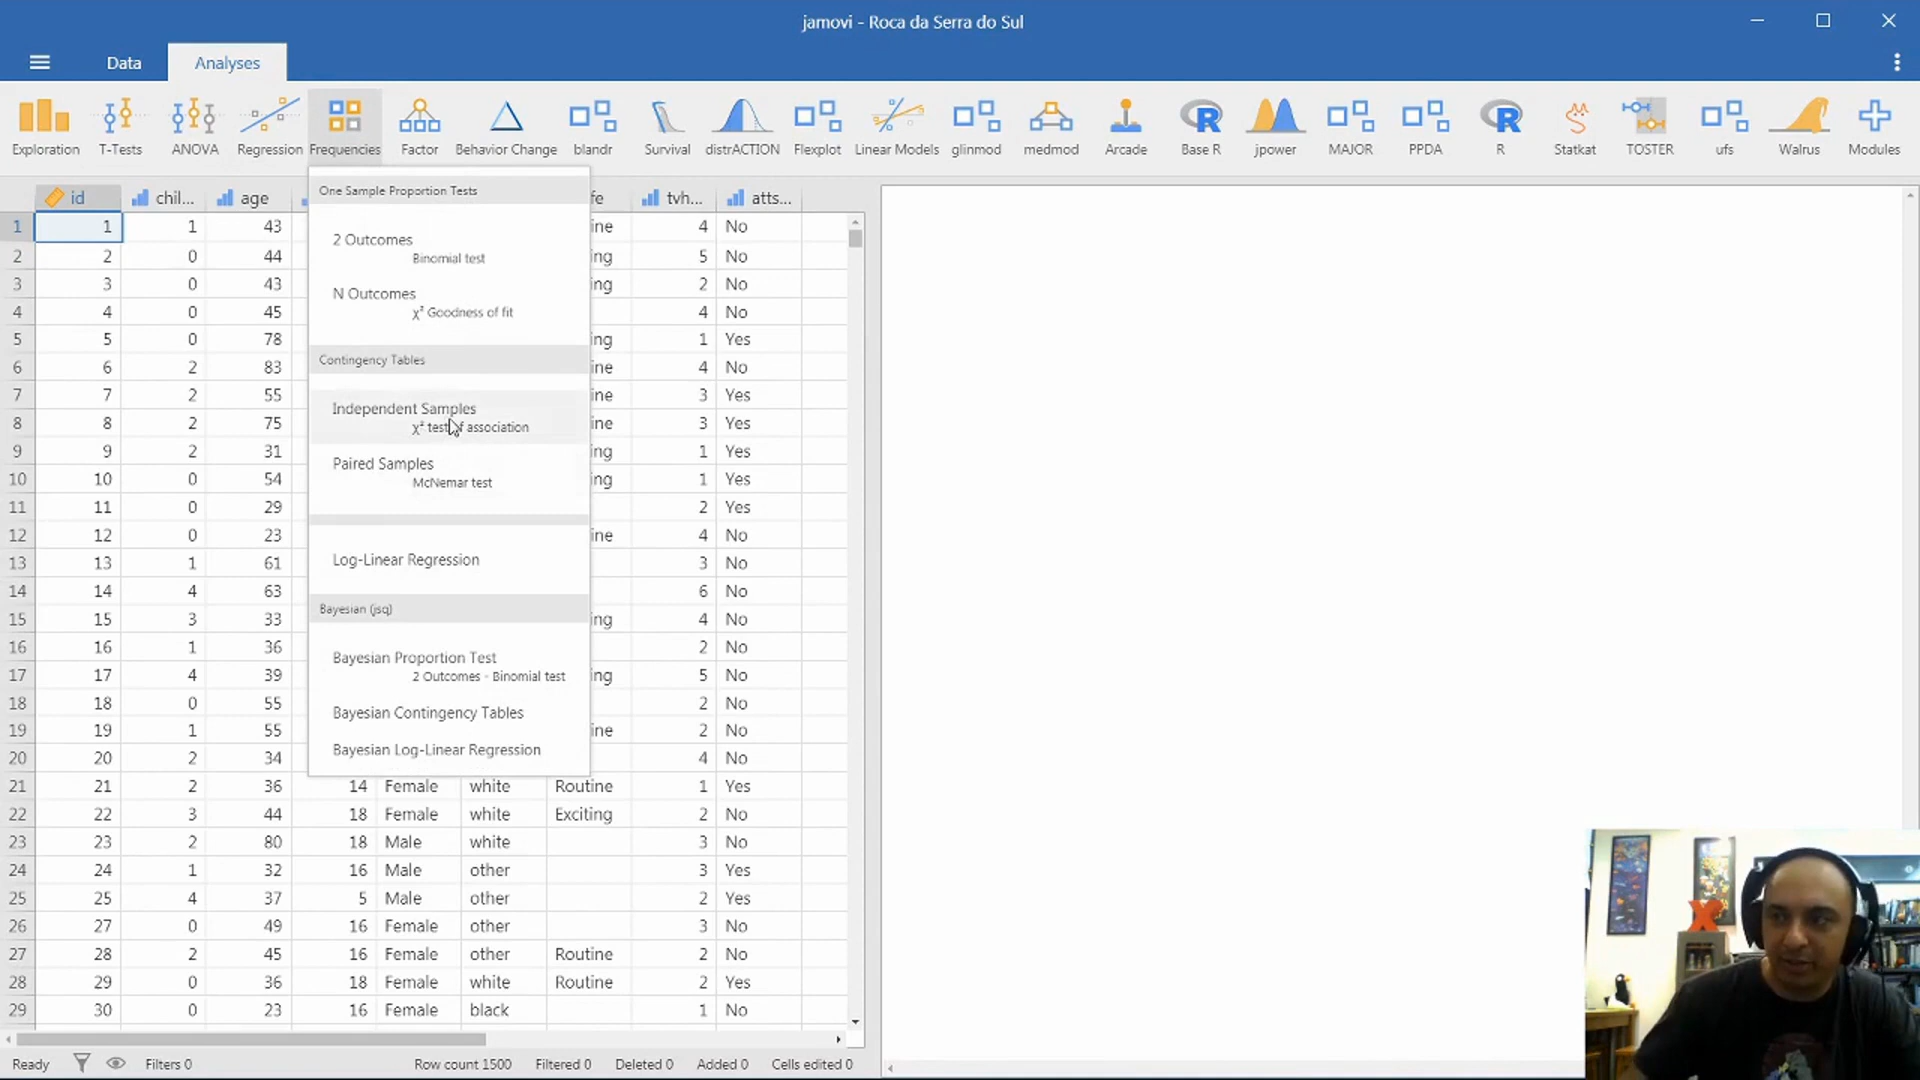 jamovi - Roca da Serra do Sul
Data Analyses
Exploration T-Tests ANOVA Regression Frequencies Factor Behavior Change blandr Survival distrACTION Flexplot Linear Models glinmod medmod Arcade Base R jpower MAJOR PPDA R Statkat TOSTER ufs Walrus Modules
One Sample Proportion Tests
2 Outcomes
Binomial test
N Outcomes
χ² Goodness of fit
Contingency Tables
Independent Samples
χ² test of association
Paired Samples
McNemar test
Log-Linear Regression
Bayesian (jsq)
Bayesian Proportion Test
2 Outcomes - Binomial test
Bayesian Contingency Tables
Bayesian Log-Linear Regression
id chil... age fe tvh... atts...
1 1 1 43 ine 4 No
2 2 0 44 ing 5 No
3 3 0 43 ing 2 No
4 4 0 45 4 No
5 5 0 78 ing 1 Yes
6 6 2 83 ine 4 No
7 7 2 55 ine 3 Yes
8 8 2 75 ine 3 Yes
9 9 2 31 ing 1 Yes
10 10 0 54 ing 1 Yes
11 11 0 29 2 Yes
12 12 0 23 ine 4 No
13 13 1 61 3 No
14 14 4 63 6 No
15 15 3 33 ing 4 No
16 16 1 36 2 No
17 17 4 39 ing 5 No
18 18 0 55 2 No
19 19 1 55 ine 2 No
20 20 2 34 4 No
21 21 2 36 14 Female white Routine 1 Yes
22 22 3 44 18 Female white Exciting 2 No
23 23 2 80 18 Male white 3 No
24 24 1 32 16 Male other 3 Yes
25 25 4 37 5 Male other 2 Yes
26 27 0 49 16 Female other 3 No
27 28 2 45 16 Female other Routine 2 No
28 29 0 36 18 Female white Routine 2 Yes
29 30 0 23 16 Female black 1 No
Ready Filters 0 Row count 1500 Filtered 0 Deleted 0 Added 0 Cells edited 0